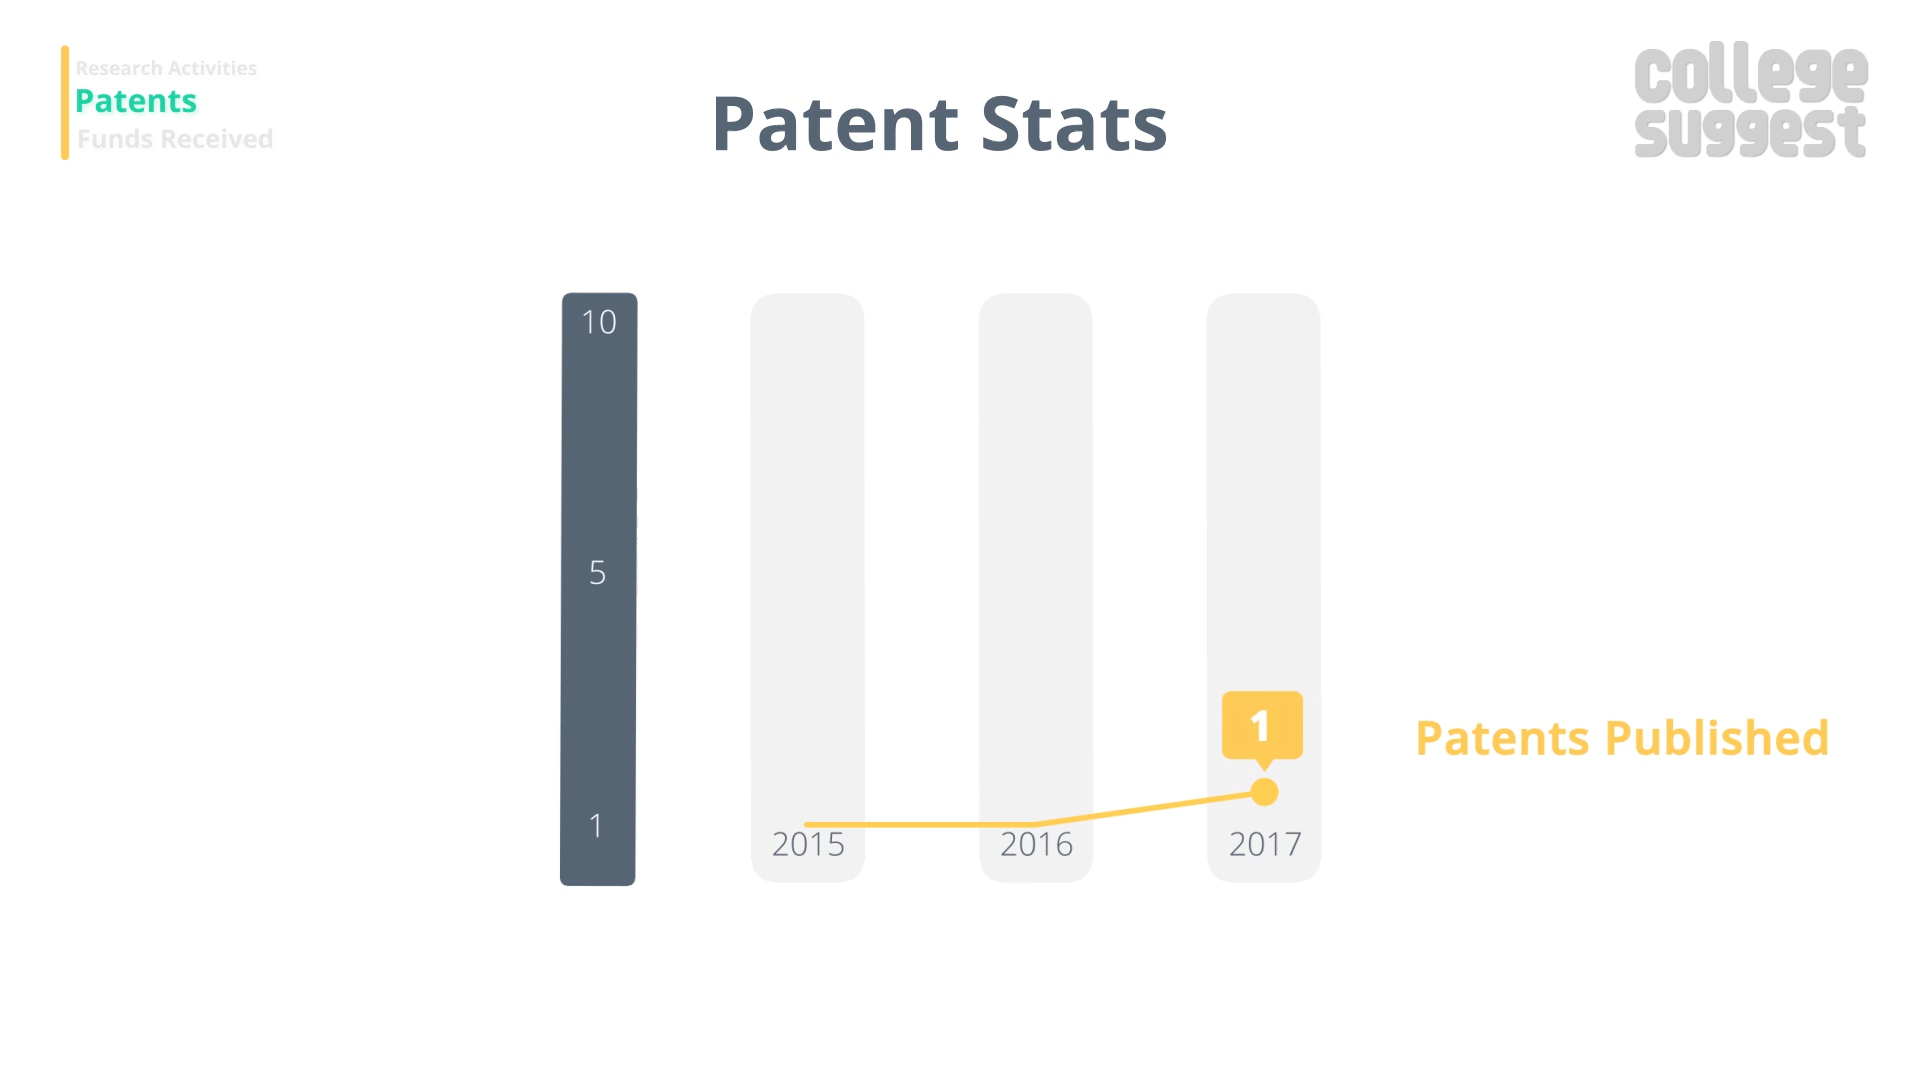 Research Activities
Patents
Funds Received
Patent Stats
college
suggest
10
5
1
1
2015
2016
2017
Patents Published